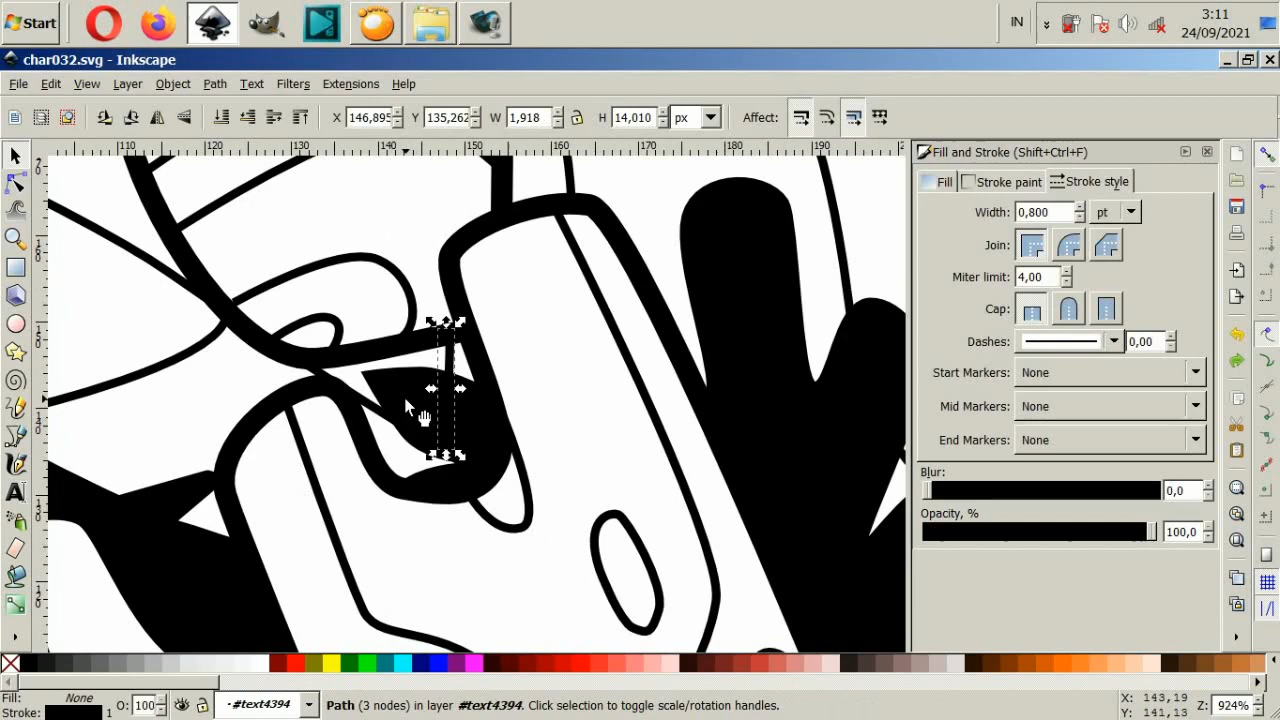 Start
IN
3:11
24/09/2021
char032.svg - Inkscape
File Edit View Layer Object Path Text Filters Extensions Help
X 146,895 Y 135,262 W 1,918 H 14,010 px Affect:
110 120 130 140 150 160 170 180 190
Fill and Stroke (Shift+Ctrl+F)
Fill Stroke paint Stroke style
Width: 0,800 pt
Join:
Miter limit: 4,00
Cap:
Dashes: 0,00
Start Markers: None
Mid Markers: None
End Markers: None
Blur:
0,0
Opacity, %
100,0
Fill: None
Stroke: 1
O: 100
#text4394
Path (3 nodes) in layer #text4394. Click selection to toggle scale/rotation handles.
X: 143,19
Y: 141,13
Z: 924%